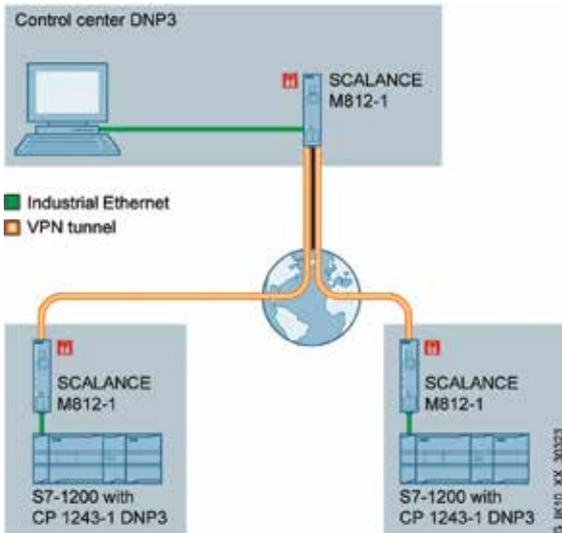 Control center DNP3
SCALANCE
M812-1
Industrial Ethernet
VPN tunnel
SCALANCE
M812-1
S7-1200 with
CP 1243-1 DNP3
SCALANCE
M812-1
S7-1200 with
CP 1243-1 DNP3
G_IK10_XX_30323